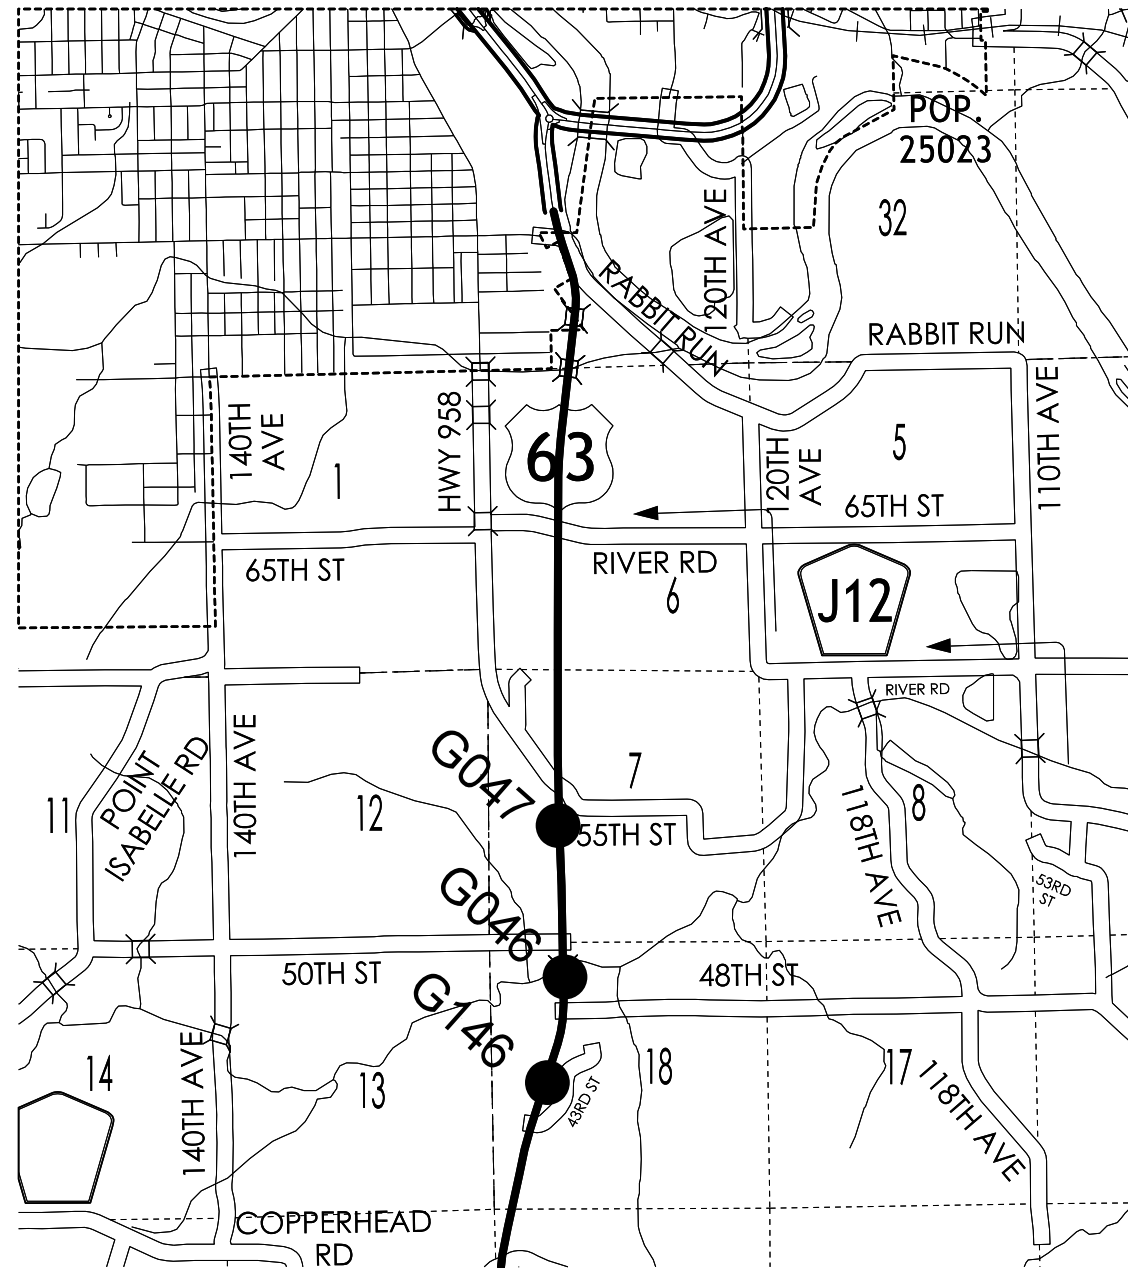 POP.
25023
32
120TH AVE
RABBIT RUN
RABBIT RUN
140TH
AVE
HWY 958
63
1
5
120TH
AVE
110TH AVE
65TH ST
65TH ST
RIVER RD
6
J12
RIVER RD
POINT
ISABELLE RD
140TH AVE
G047
7
11
12
55TH ST
118TH AVE
8
53RD
ST
G046
50TH ST
48TH ST
G146
14
140TH AVE
13
43RD ST
18
17
118TH AVE
COPPERHEAD
RD